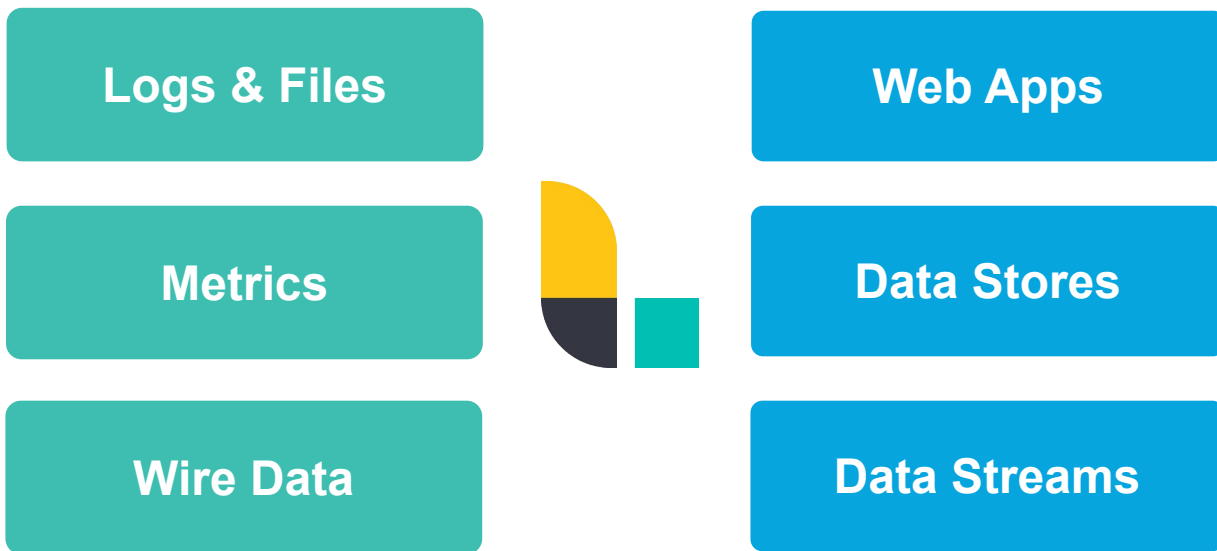 Logs & Files
Web Apps
Metrics
Data Stores
Wire Data
Data Streams